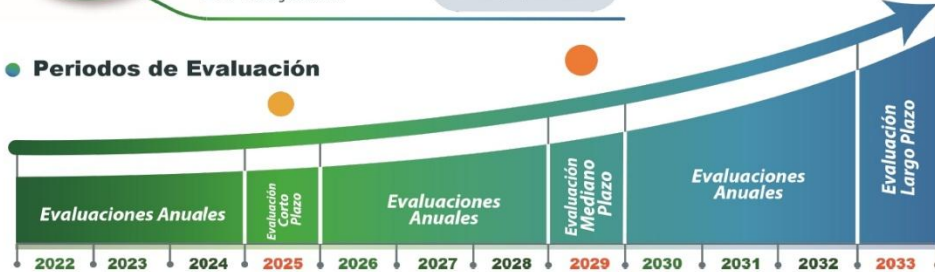 Periodos de Evaluación
Evaluaciones Anuales
Evaluación
Corto
Plazo
Evaluaciones
Anuales
Evaluación
Mediano
Plazo
Evaluaciones
Anuales
Evaluación
Largo Plazo
2022 2023 2024 2025 2026 2027 2028 2029 2030 2031 2032 2033